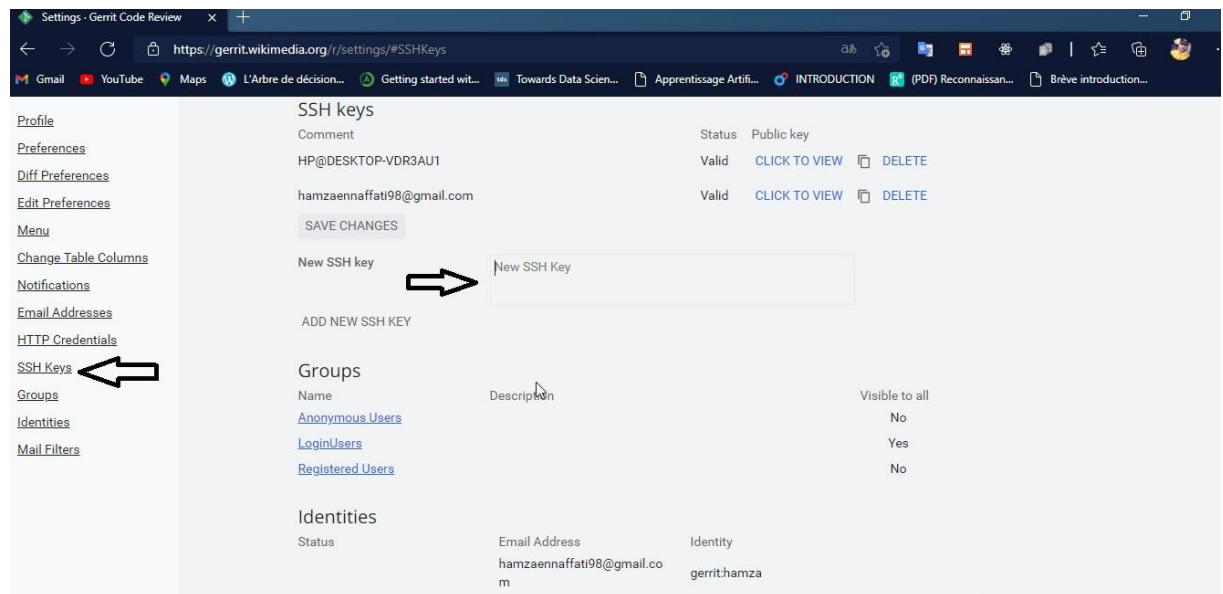 Settings · Gerrit Code Review
https://gerrit.wikimedia.org/r/settings/#SSHKeys
Gmail YouTube Maps L'Arbre de décision... Getting started wit... Towards Data Scien... Apprentissage Artifi... INTRODUCTION (PDF) Reconnaissan... Brève introduction...
Profile
Preferences
Diff Preferences
Edit Preferences
Menu
Change Table Columns
Notifications
Email Addresses
HTTP Credentials
SSH Keys
Groups
Identities
Mail Filters
SSH keys
Comment Status Public key
HP@DESKTOP-VDR3AU1 Valid CLICK TO VIEW DELETE
hamzaennaffati98@gmail.com Valid CLICK TO VIEW DELETE
SAVE CHANGES
New SSH key New SSH Key
ADD NEW SSH KEY
Groups
Name Description Visible to all
Anonymous Users No
LoginUsers Yes
Registered Users No
Identities
Status Email Address Identity
hamzaennaffati98@gmail.co
m gerrit:hamza